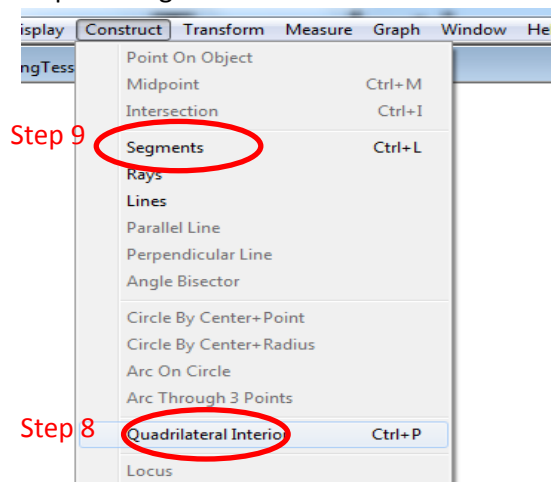 isplay Construct Transform Measure Graph Window He
ngTess
Point On Object
Midpoint Ctrl+M
Intersection Ctrl+I
Step 9
Segments Ctrl+L
Rays
Lines
Parallel Line
Perpendicular Line
Angle Bisector
Circle By Center+Point
Circle By Center+Radius
Arc On Circle
Arc Through 3 Points
Step 8
Quadrilateral Interior Ctrl+P
Locus